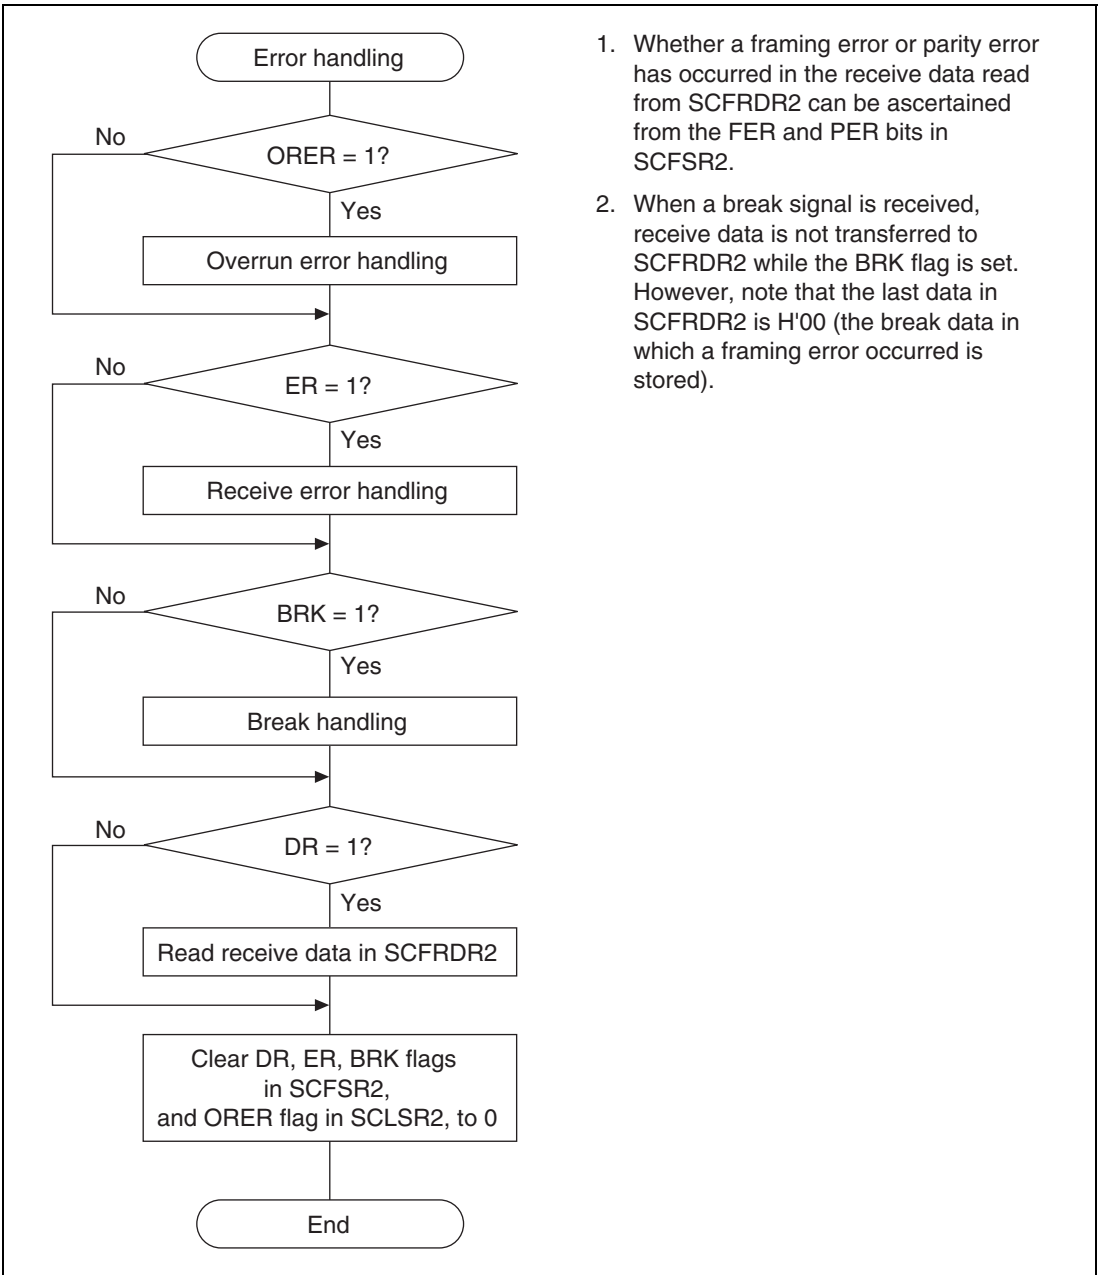 Error handling
No
ORER = 1?
Yes
Overrun error handling
No
ER = 1?
Yes
Receive error handling
No
BRK = 1?
Yes
Break handling
No
DR = 1?
Yes
Read receive data in SCFRDR2
Clear DR, ER, BRK flags
in SCFSR2,
and ORER flag in SCLSR2, to 0
End
1. Whether a framing error or parity error
has occurred in the receive data read
from SCFRDR2 can be ascertained
from the FER and PER bits in
SCFSR2.
2. When a break signal is received,
receive data is not transferred to
SCFRDR2 while the BRK flag is set.
However, note that the last data in
SCFRDR2 is H'00 (the break data in
which a framing error occurred is
stored).